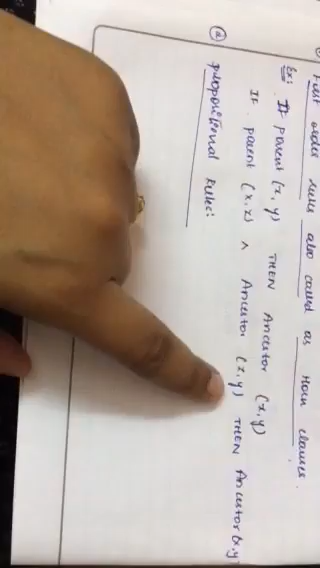 First order rules also called as Horn clauses.
Ex: IF parent (x, y) THEN Ancestor (x, y)
IF parent (x, z) ∧ Ancestor (z, y) THEN Ancestor (x, y)
② propositional Rules: